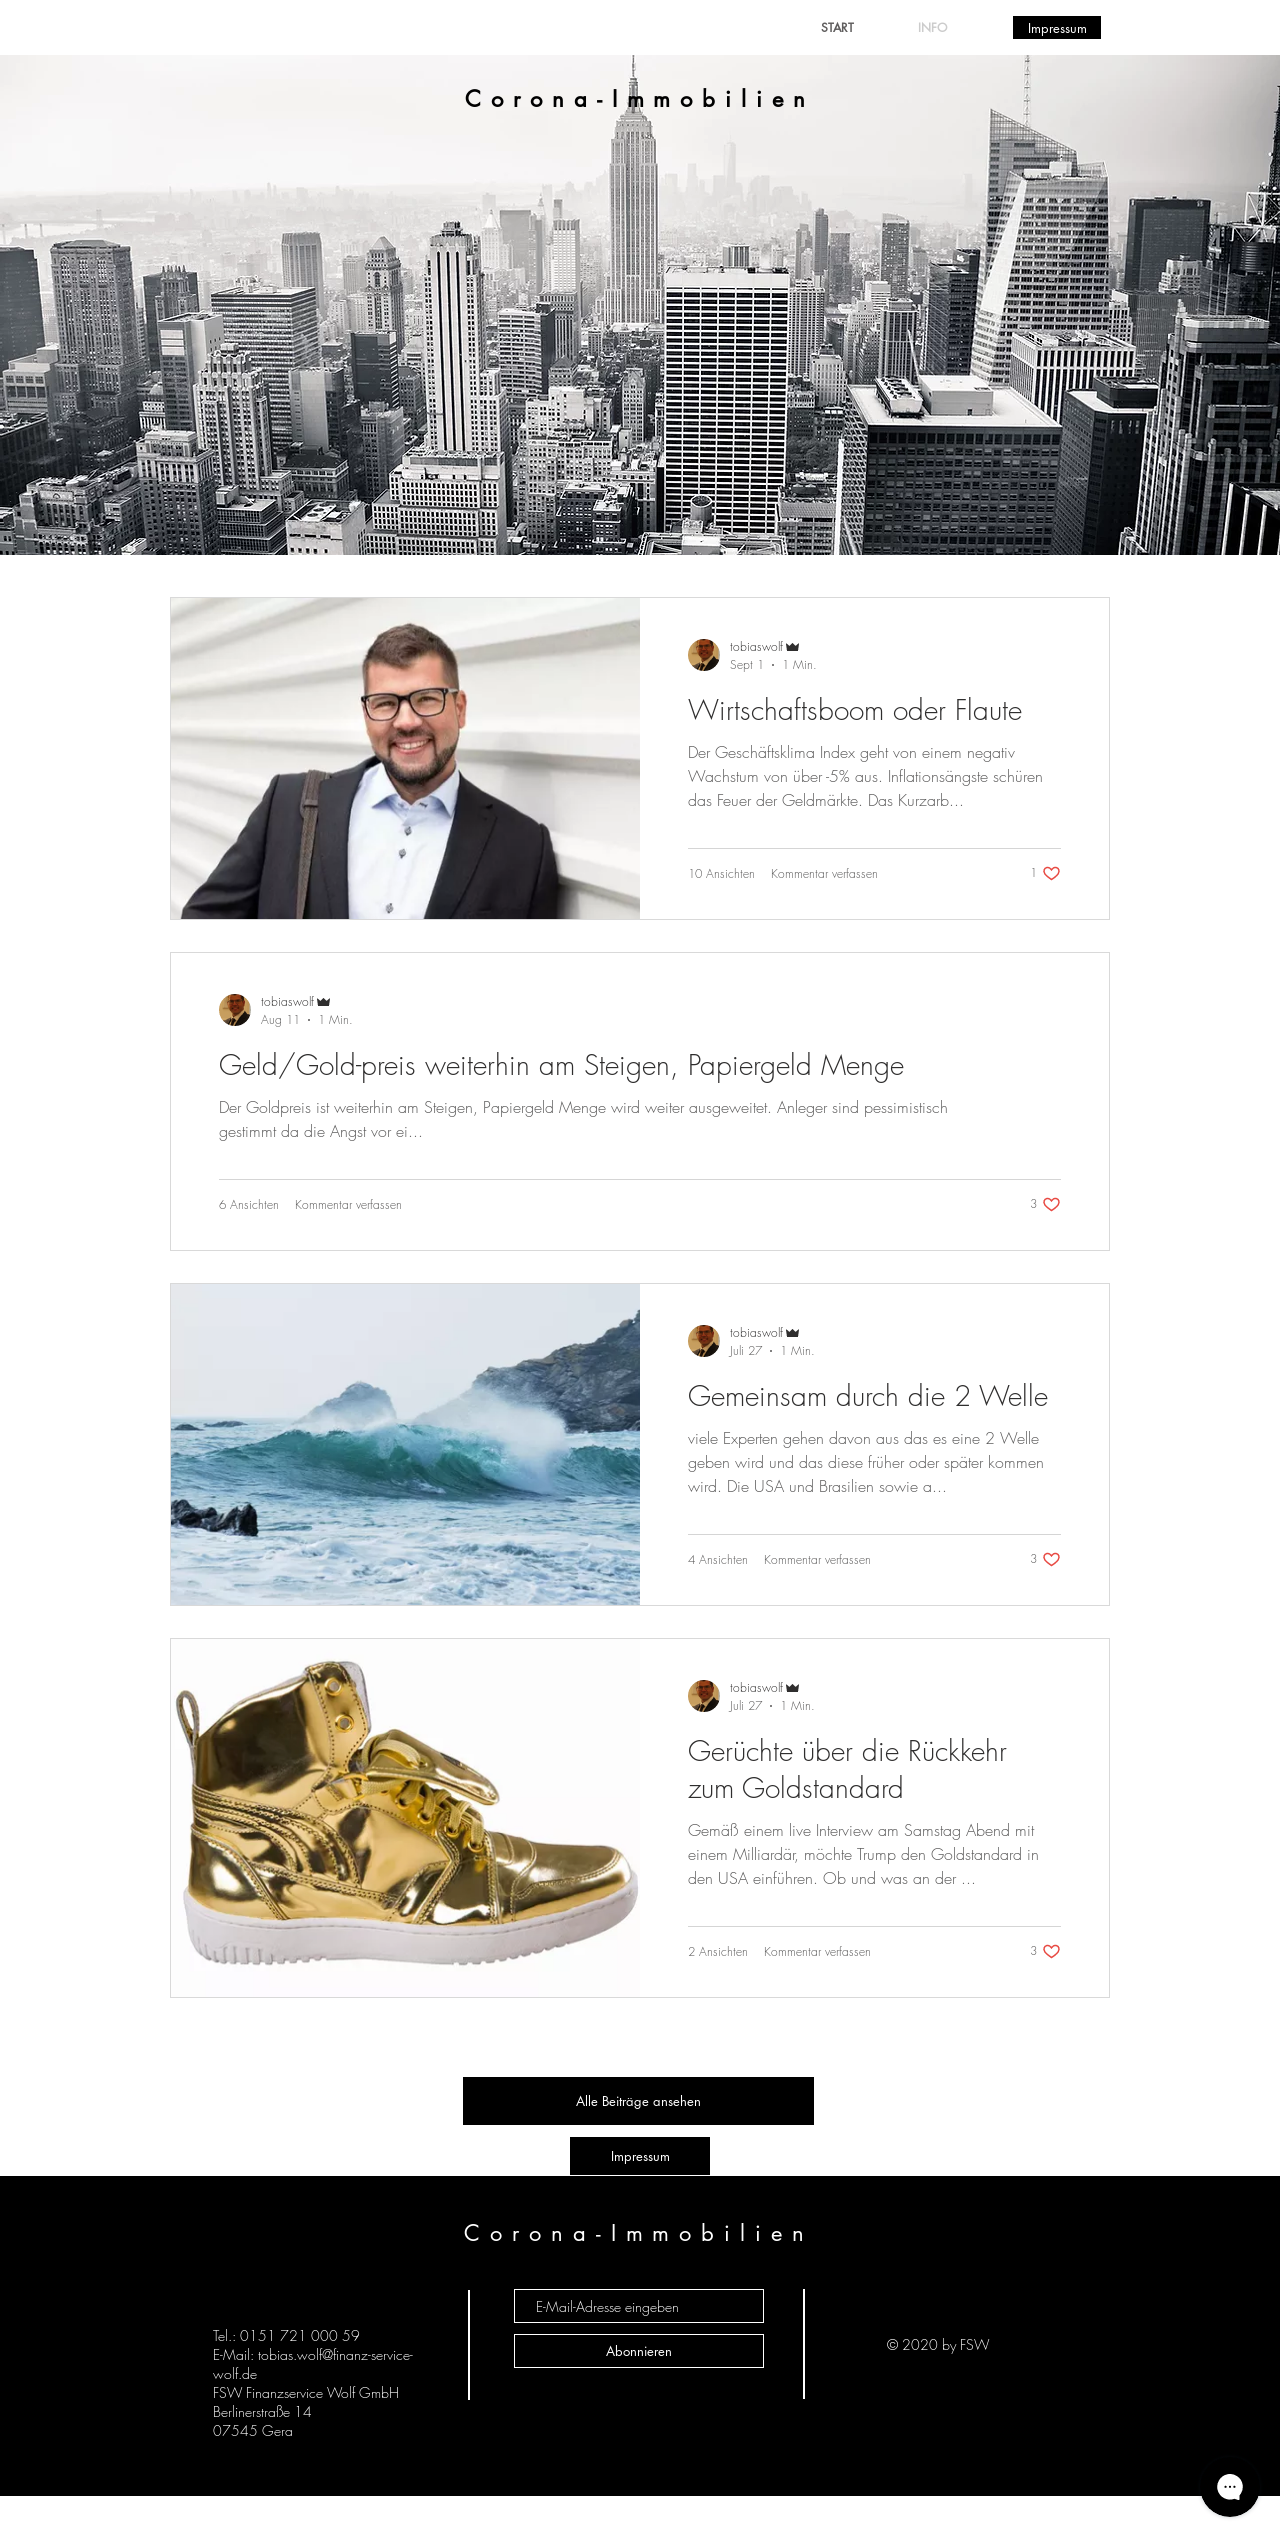 START
INFO
Impressum
Corona-Immobilien
tobiaswolf
Sept 1 · 1 Min.
Wirtschaftsboom oder Flaute
Der Geschäftsklima Index geht von einem negativ
Wachstum von über -5% aus. Inflationsängste schüren
das Feuer der Geldmärkte. Das Kurzarb...
10 Ansichten
Kommentar verfassen
1
tobiaswolf
Aug 11 · 1 Min.
Geld/Gold-preis weiterhin am Steigen, Papiergeld Menge
Der Goldpreis ist weiterhin am Steigen, Papiergeld Menge wird weiter ausgeweitet. Anleger sind pessimistisch
gestimmt da die Angst vor ei...
6 Ansichten
Kommentar verfassen
3
tobiaswolf
Juli 27 · 1 Min.
Gemeinsam durch die 2 Welle
viele Experten gehen davon aus das es eine 2 Welle
geben wird und das diese früher oder später kommen
wird. Die USA und Brasilien sowie a...
4 Ansichten
Kommentar verfassen
3
tobiaswolf
Juli 27 · 1 Min.
Gerüchte über die Rückkehr
zum Goldstandard
Gemäß einem live Interview am Samstag Abend mit
einem Milliardär, möchte Trump den Goldstandard in
den USA einführen. Ob und was an der ...
2 Ansichten
Kommentar verfassen
3
Alle Beiträge ansehen
Impressum
Corona-Immobilien
Tel.: 0151 721 000 59
E-Mail: tobias.wolf@finanz-service-
wolf.de
FSW Finanzservice Wolf GmbH
Berlinerstraße 14
07545 Gera
E-Mail-Adresse eingeben
Abonnieren
© 2020 by FSW